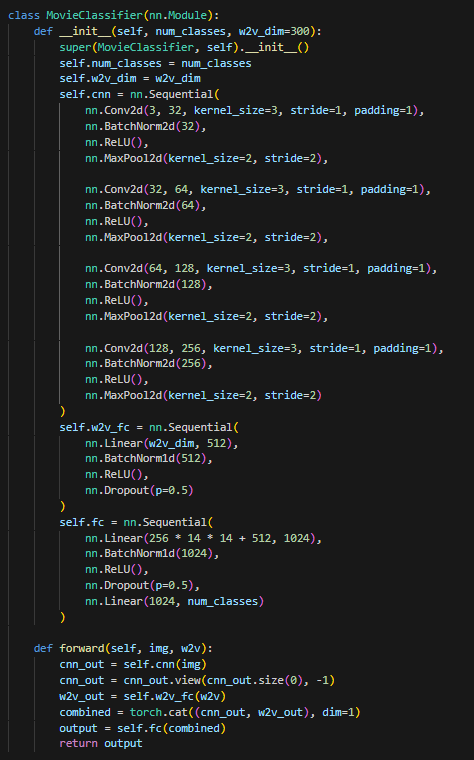 class MovieClassifier(nn.Module):
    def __init__(self, num_classes, w2v_dim=300):
        super(MovieClassifier, self).__init__()
        self.num_classes = num_classes
        self.w2v_dim = w2v_dim
        self.cnn = nn.Sequential(
            nn.Conv2d(3, 32, kernel_size=3, stride=1, padding=1),
            nn.BatchNorm2d(32),
            nn.ReLU(),
            nn.MaxPool2d(kernel_size=2, stride=2),

            nn.Conv2d(32, 64, kernel_size=3, stride=1, padding=1),
            nn.BatchNorm2d(64),
            nn.ReLU(),
            nn.MaxPool2d(kernel_size=2, stride=2),

            nn.Conv2d(64, 128, kernel_size=3, stride=1, padding=1),
            nn.BatchNorm2d(128),
            nn.ReLU(),
            nn.MaxPool2d(kernel_size=2, stride=2),

            nn.Conv2d(128, 256, kernel_size=3, stride=1, padding=1),
            nn.BatchNorm2d(256),
            nn.ReLU(),
            nn.MaxPool2d(kernel_size=2, stride=2)
        )
        self.w2v_fc = nn.Sequential(
            nn.Linear(w2v_dim, 512),
            nn.BatchNorm1d(512),
            nn.ReLU(),
            nn.Dropout(p=0.5)
        )
        self.fc = nn.Sequential(
            nn.Linear(256 * 14 * 14 + 512, 1024),
            nn.BatchNorm1d(1024),
            nn.ReLU(),
            nn.Dropout(p=0.5),
            nn.Linear(1024, num_classes)
        )

    def forward(self, img, w2v):
        cnn_out = self.cnn(img)
        cnn_out = cnn_out.view(cnn_out.size(0), -1)
        w2v_out = self.w2v_fc(w2v)
        combined = torch.cat((cnn_out, w2v_out), dim=1)
        output = self.fc(combined)
        return output